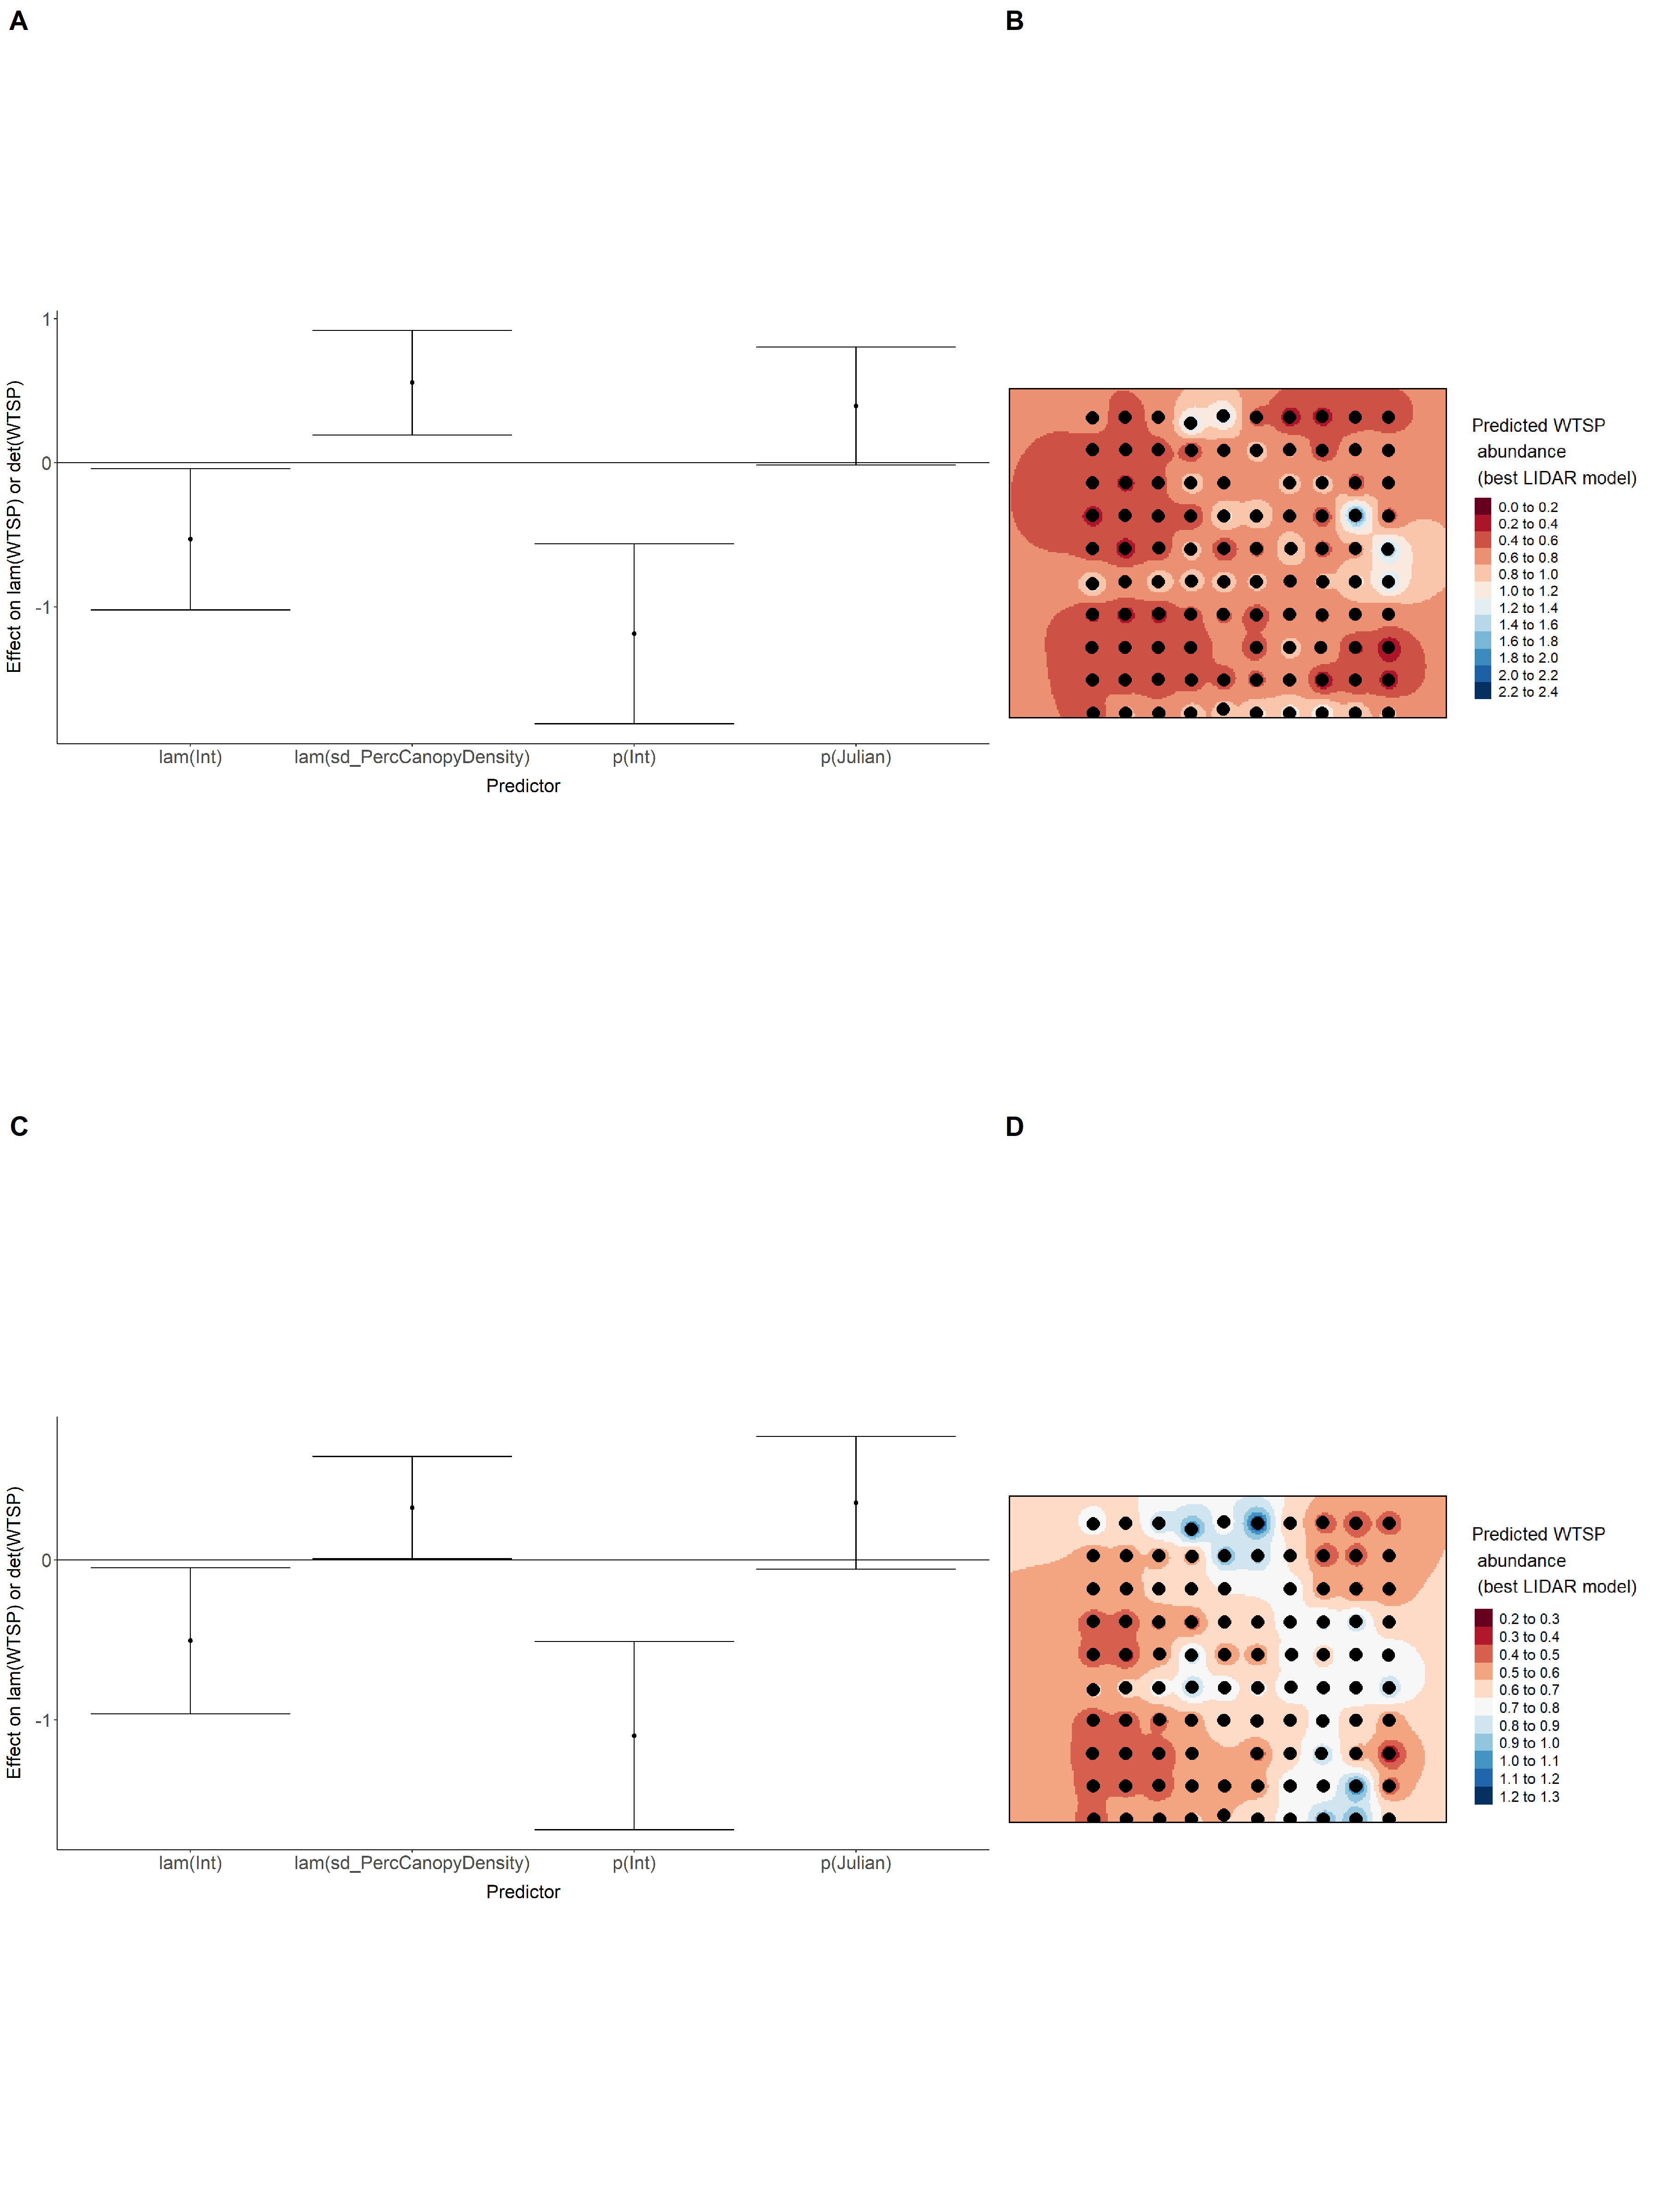 A
B
1
0
-1
Effect on lam(WTSP) or det(WTSP)
lam(Int)
lam(sd_PercCanopyDensity)
p(Int)
p(Julian)
Predictor
Predicted WTSP
abundance
(best LIDAR model)
0.0 to 0.2
0.2 to 0.4
0.4 to 0.6
0.6 to 0.8
0.8 to 1.0
1.0 to 1.2
1.2 to 1.4
1.4 to 1.6
1.6 to 1.8
1.8 to 2.0
2.0 to 2.2
2.2 to 2.4
C
D
0
-1
Effect on lam(WTSP) or det(WTSP)
lam(Int)
lam(sd_PercCanopyDensity)
p(Int)
p(Julian)
Predictor
Predicted WTSP
abundance
(best LIDAR model)
0.2 to 0.3
0.3 to 0.4
0.4 to 0.5
0.5 to 0.6
0.6 to 0.7
0.7 to 0.8
0.8 to 0.9
0.9 to 1.0
1.0 to 1.1
1.1 to 1.2
1.2 to 1.3